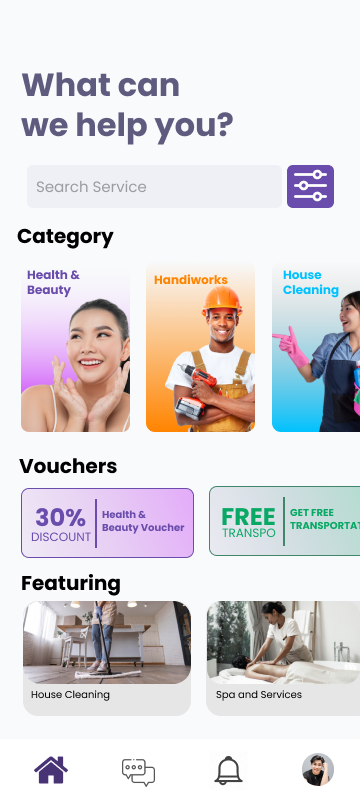 What can
we help you?
Search Service
Category
Health &
Beauty
Handiworks
House
Cleaning
Vouchers
30%
DISCOUNT
Health &
Beauty Voucher
FREE
TRANSPO
GET FREE
TRANSPORTAT
Featuring
House Cleaning
Spa and Services